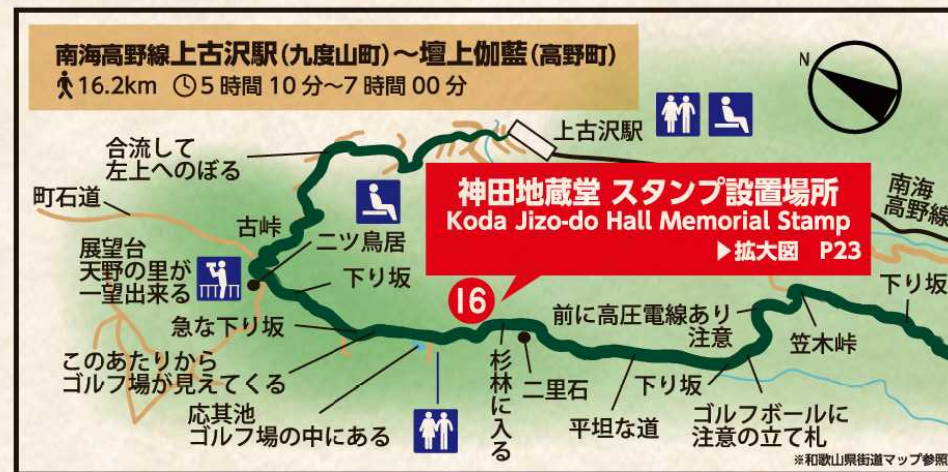 南海高野線上古沢駅(九度山町)〜壇上伽藍(高野町)
16.2km 5時間10分〜7時間00分
N
上古沢駅
合流して
左上へのぼる
町石道
神田地蔵堂 スタンプ設置場所
Koda Jizo-do Hall Memorial Stamp
▶拡大図 P23
南海
高野線
古峠
二ツ鳥居
展望台
天野の里が
一望出来る
下り坂
16
前に高圧電線あり
注意
下り坂
急な下り坂
笠木峠
このあたりから
ゴルフ場が見えてくる
杉林に入る
二里石
下り坂
応其池
ゴルフ場の中にある
平坦な道
ゴルフボールに
注意の立て札
※和歌山県街道マップ参照